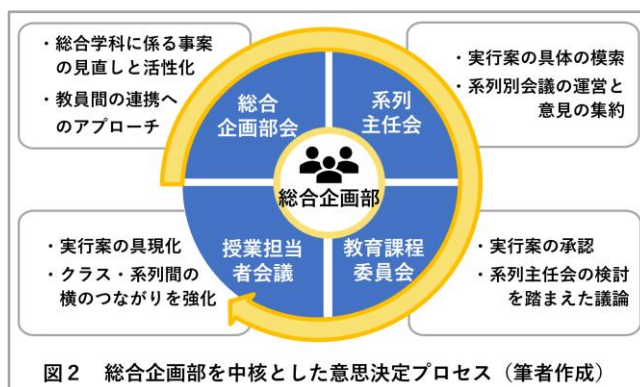 ・総合学科に係る事案
の見直しと活性化
・教員間の連携へ
のアプローチ
総合
企画部会
系列
主任会
・実行案の具体の模索
・系列別会議の運営と
意見の集約
総合企画部
・実行案の具現化
・クラス・系列間の
横のつながりを強化
授業担当
者会議
教育課程
委員会
・実行案の承認
・系列主任会の検討
を踏まえた議論
図2 総合企画部を中核とした意思決定プロセス（筆者作成）